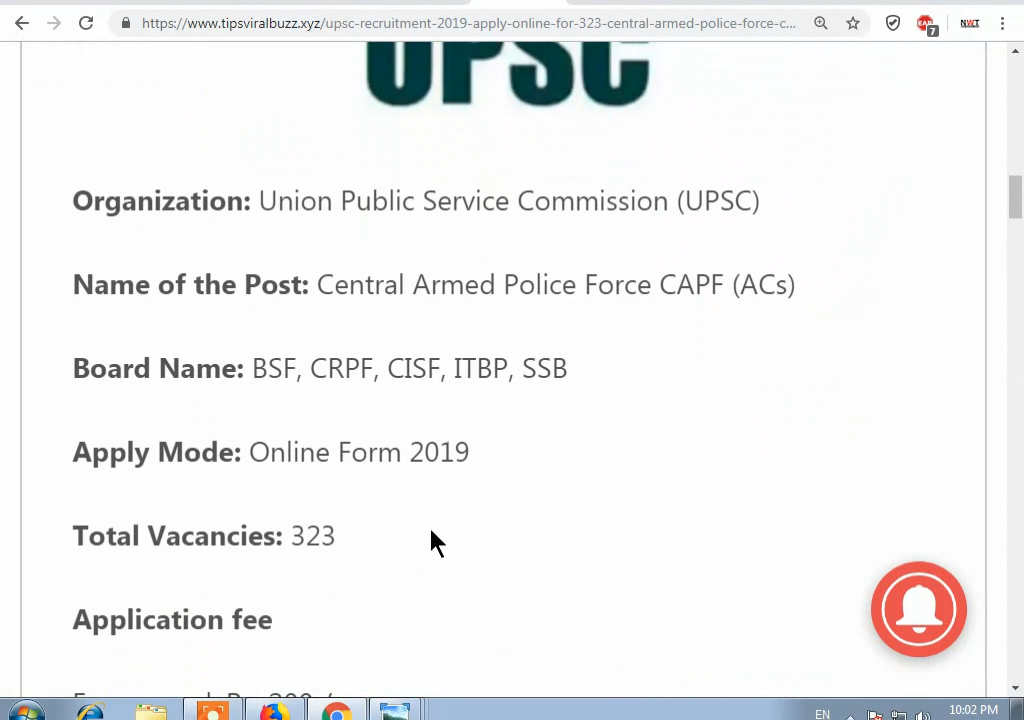 https://www.tipsviralbuzz.xyz/upsc-recruitment-2019-apply-online-for-323-central-armed-police-force-c...
7
NWT
UPSC
Organization: Union Public Service Commission (UPSC)
Name of the Post: Central Armed Police Force CAPF (ACs)
Board Name: BSF, CRPF, CISF, ITBP, SSB
Apply Mode: Online Form 2019
Total Vacancies: 323
Application fee
EN
10:02 PM